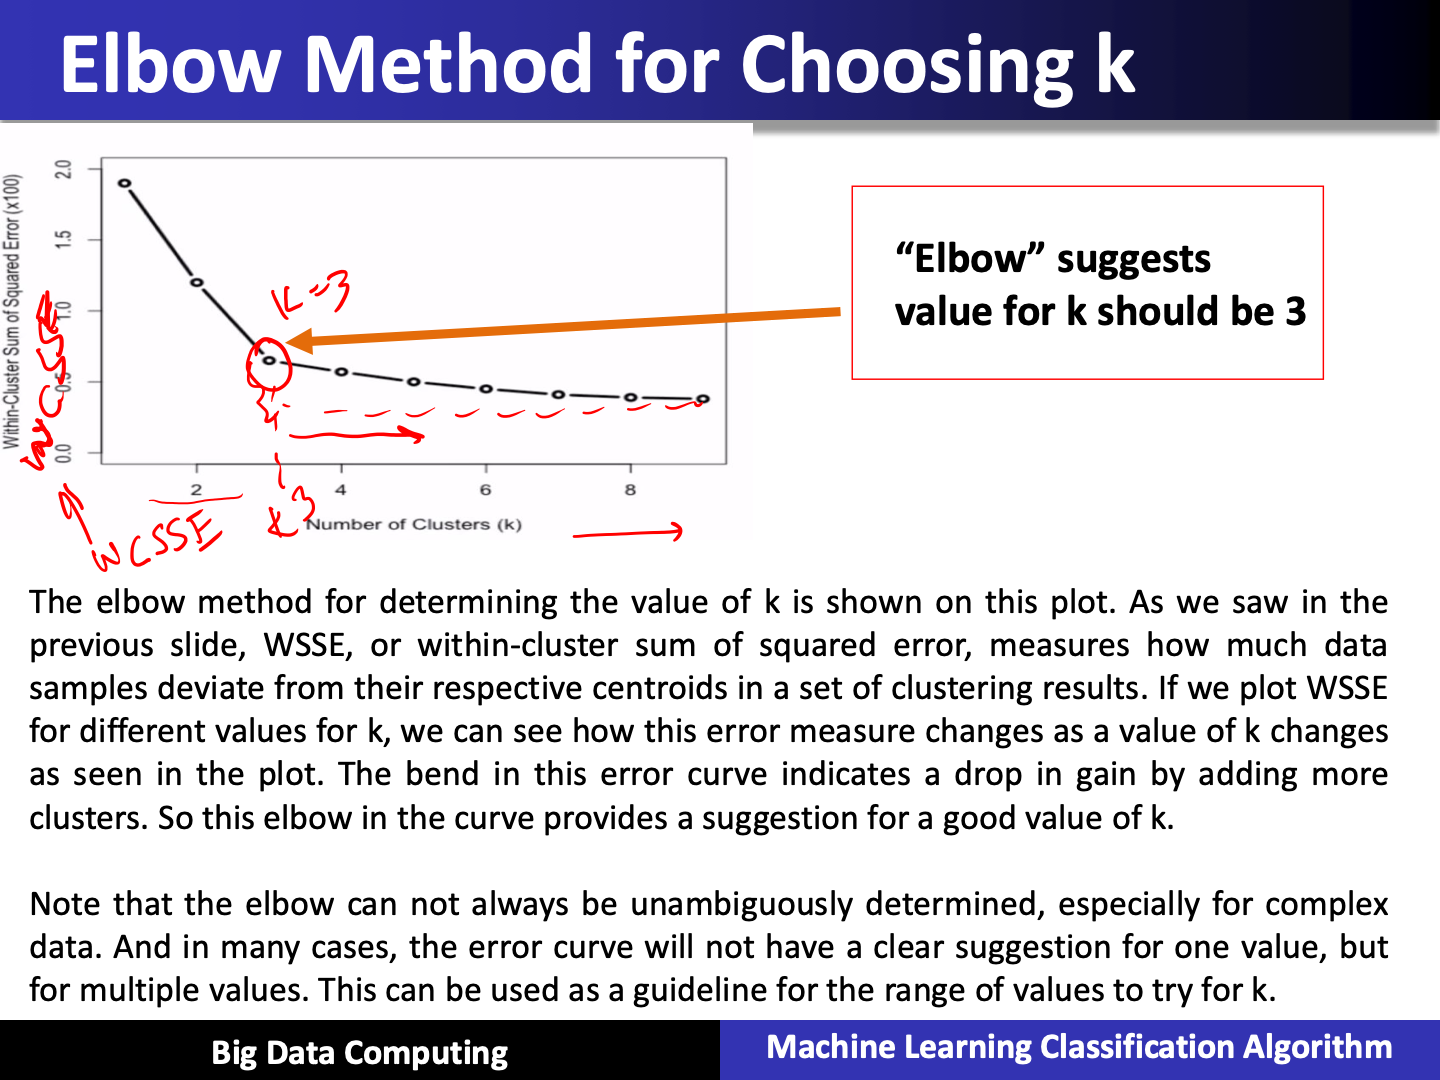 Elbow Method for Choosing k
Within-Cluster Sum of Squared Error (x100)
2.0
1.5
1.0
0.5
0.0
K=3
WCSSE
“Elbow” suggests
value for k should be 3
2
4
6
8
K 3
Number of Clusters (k)
WCSSE
The elbow method for determining the value of k is shown on this plot. As we saw in the
previous slide, WSSE, or within-cluster sum of squared error, measures how much data
samples deviate from their respective centroids in a set of clustering results. If we plot WSSE
for different values for k, we can see how this error measure changes as a value of k changes
as seen in the plot. The bend in this error curve indicates a drop in gain by adding more
clusters. So this elbow in the curve provides a suggestion for a good value of k.
Note that the elbow can not always be unambiguously determined, especially for complex
data. And in many cases, the error curve will not have a clear suggestion for one value, but
for multiple values. This can be used as a guideline for the range of values to try for k.
Big Data Computing
Machine Learning Classification Algorithm